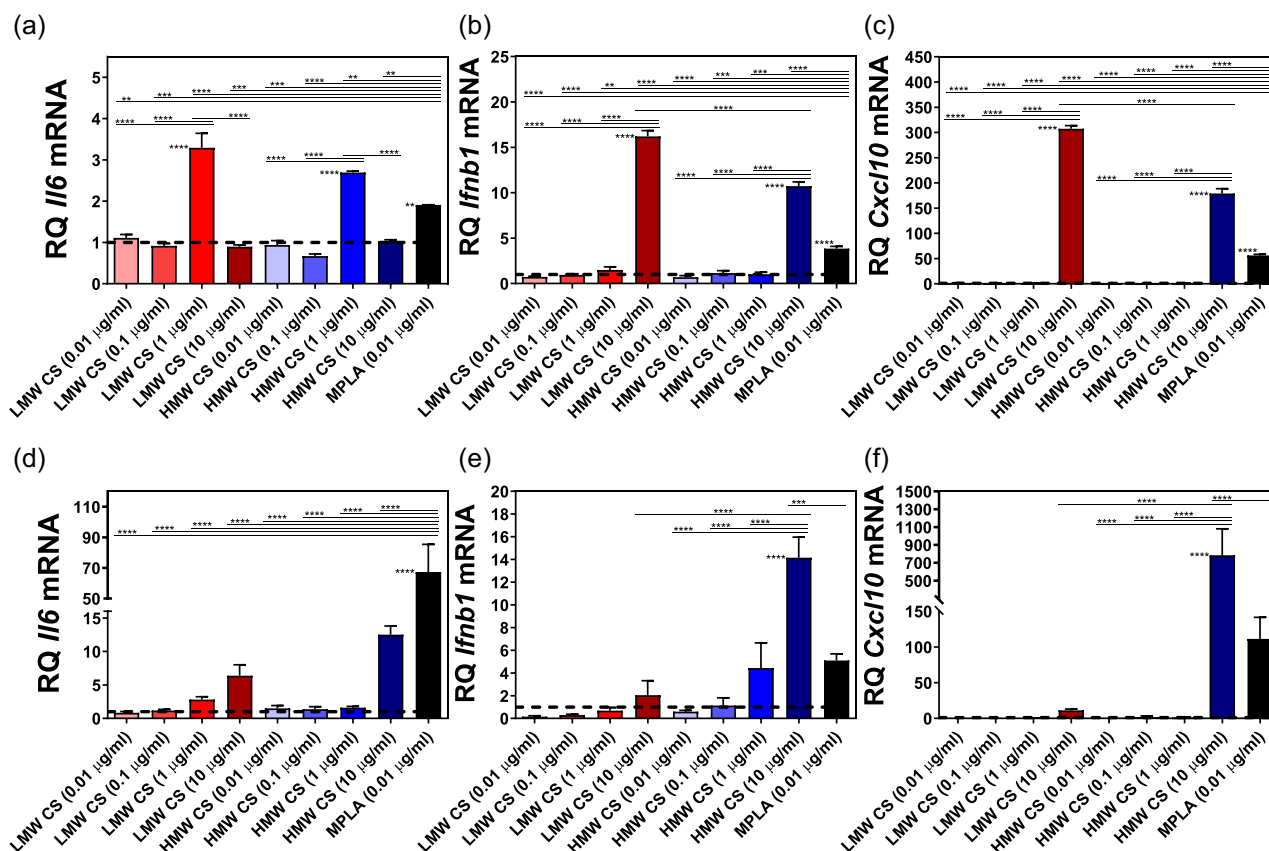 (a)
RQ Il6 mRNA
5
4
3
2
1
0
** *** **** *** *** **** ** **
**** **** ****
****
**** **** ****
****
**
LMW CS (0.01 µg/ml)
LMW CS (0.1 µg/ml)
LMW CS (1 µg/ml)
LMW CS (10 µg/ml)
HMW CS (0.01 µg/ml)
HMW CS (0.1 µg/ml)
HMW CS (1 µg/ml)
HMW CS (10 µg/ml)
MPLA (0.01 µg/ml)
(b)
RQ Ifnb1 mRNA
25
20
15
10
5
0
**** **** ** **** **** *** *** ****
****
**** **** ****
****
**** **** ****
****
****
LMW CS (0.01 µg/ml)
LMW CS (0.1 µg/ml)
LMW CS (1 µg/ml)
LMW CS (10 µg/ml)
HMW CS (0.01 µg/ml)
HMW CS (0.1 µg/ml)
HMW CS (1 µg/ml)
HMW CS (10 µg/ml)
MPLA (0.01 µg/ml)
(c)
RQ Cxcl10 mRNA
450
400
350
300
250
200
150
100
50
0
**** **** **** **** **** **** **** ****
****
**** **** ****
****
**** **** ****
****
****
LMW CS (0.01 µg/ml)
LMW CS (0.1 µg/ml)
LMW CS (1 µg/ml)
LMW CS (10 µg/ml)
HMW CS (0.01 µg/ml)
HMW CS (0.1 µg/ml)
HMW CS (1 µg/ml)
HMW CS (10 µg/ml)
MPLA (0.01 µg/ml)
(d)
RQ Il6 mRNA
110
90
70
50
15
10
5
0
**** **** **** **** **** **** **** ****
****
LMW CS (0.01 µg/ml)
LMW CS (0.1 µg/ml)
LMW CS (1 µg/ml)
LMW CS (10 µg/ml)
HMW CS (0.01 µg/ml)
HMW CS (0.1 µg/ml)
HMW CS (1 µg/ml)
HMW CS (10 µg/ml)
MPLA (0.01 µg/ml)
(e)
RQ Ifnb1 mRNA
20
18
16
14
12
10
8
6
4
2
0
***
****
**** **** ****
****
LMW CS (0.01 µg/ml)
LMW CS (0.1 µg/ml)
LMW CS (1 µg/ml)
LMW CS (10 µg/ml)
HMW CS (0.01 µg/ml)
HMW CS (0.1 µg/ml)
HMW CS (1 µg/ml)
HMW CS (10 µg/ml)
MPLA (0.01 µg/ml)
(f)
RQ Cxcl10 mRNA
1500
1300
1100
900
700
500
150
100
50
0
**** ****
**** **** ****
****
LMW CS (0.01 µg/ml)
LMW CS (0.1 µg/ml)
LMW CS (1 µg/ml)
LMW CS (10 µg/ml)
HMW CS (0.01 µg/ml)
HMW CS (0.1 µg/ml)
HMW CS (1 µg/ml)
HMW CS (10 µg/ml)
MPLA (0.01 µg/ml)